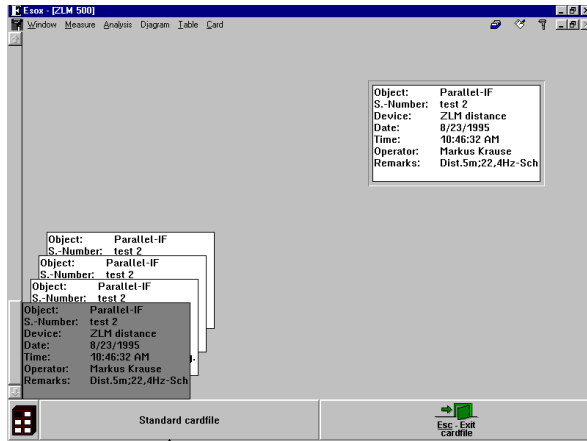 Esox - [ZLM 500]
Window Measure Analysis Djagram Table Card
Object: Parallel-IF
S.-Number: test 2
Device: ZLM distance
Date: 8/23/1995
Time: 10:46:32 AM
Operator: Markus Krause
Remarks: Dist.5m;22,4Hz-Sch
Object: Parallel-IF
S.-Number: test 2
Object: Parallel-IF
S.-Number: test 2
Object: Parallel-IF
S.-Number: test 2
Object: Parallel-IF
S.-Number: test 2
Device: ZLM distance
Date: 8/23/1995
Time: 10:46:32 AM
Operator: Markus Krause
Remarks: Dist.5m;22,4Hz-Sch
Standard cardfile
Esc - Exit
cardfile